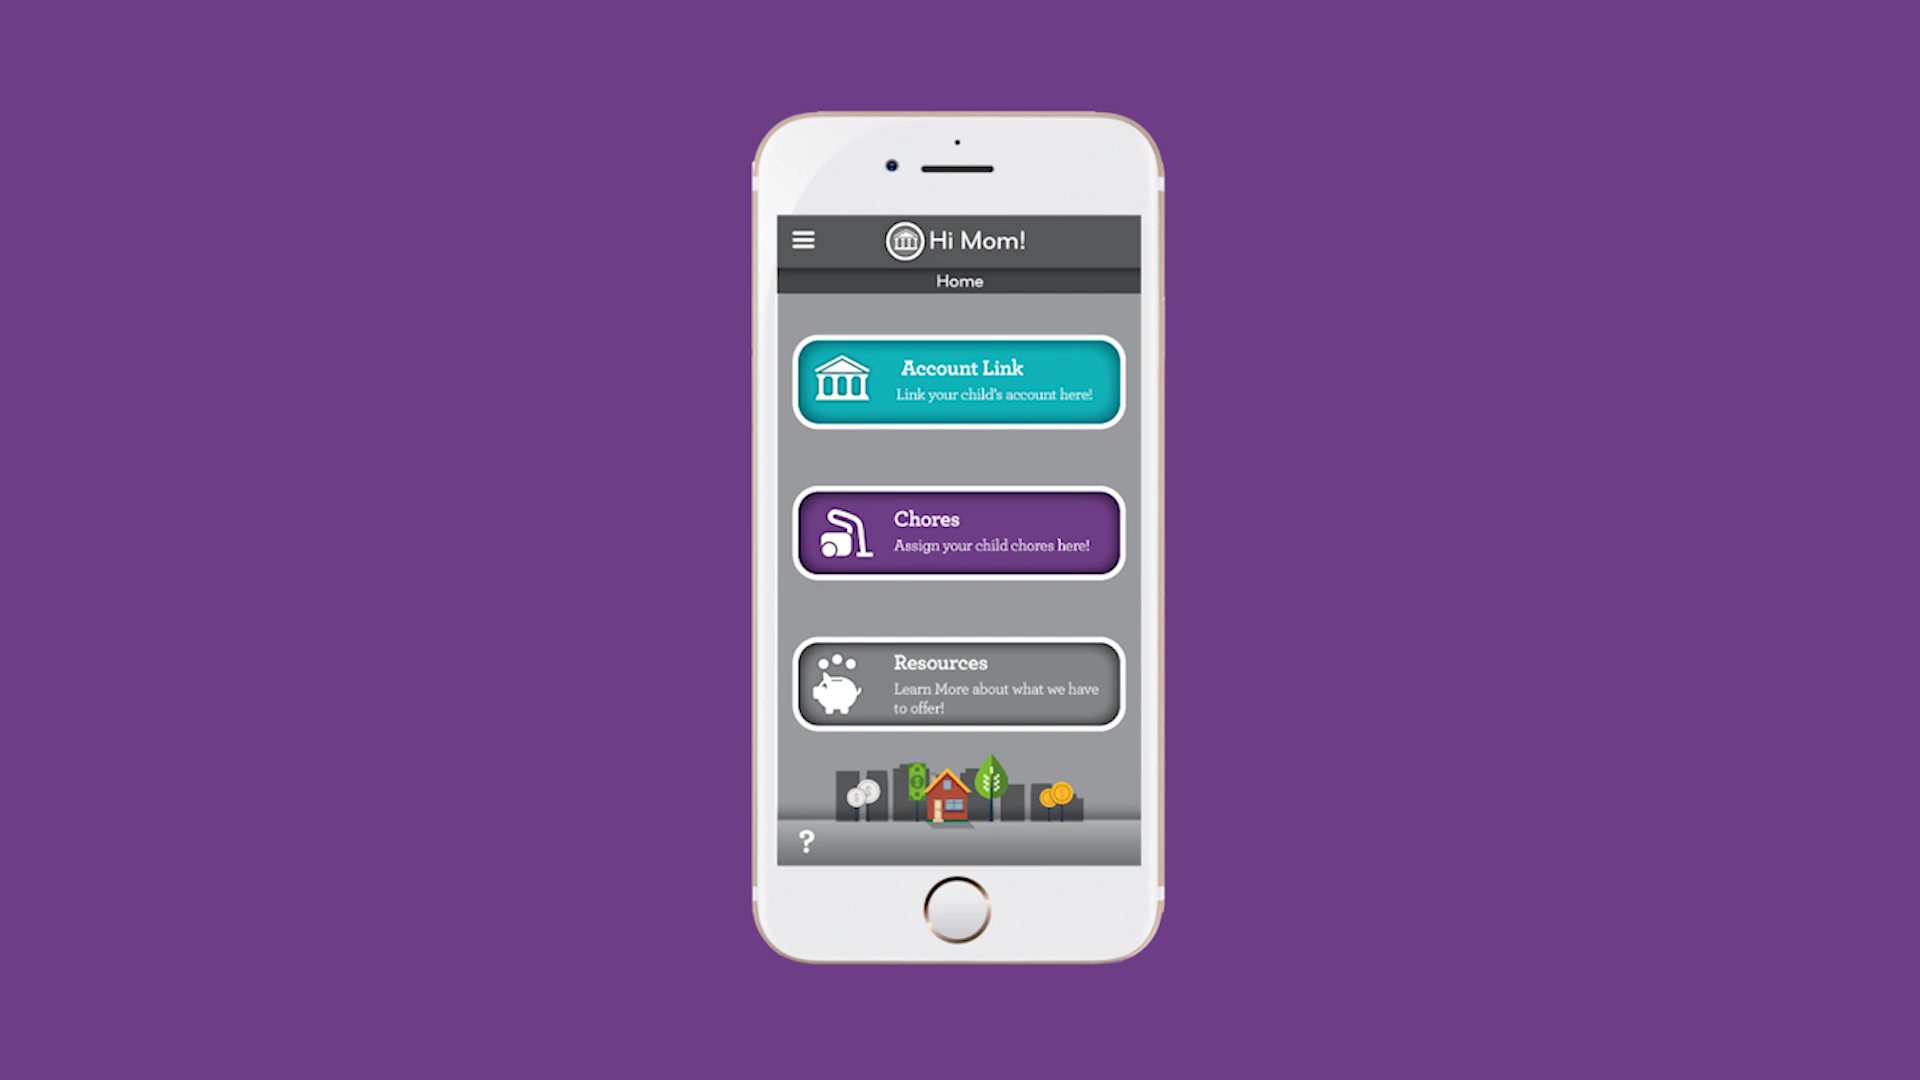 Hi Mom!
Home
Account Link
Link your child's account here!
Chores
Assign your child chores here!
Resources
Learn More about what we have
to offer!
?